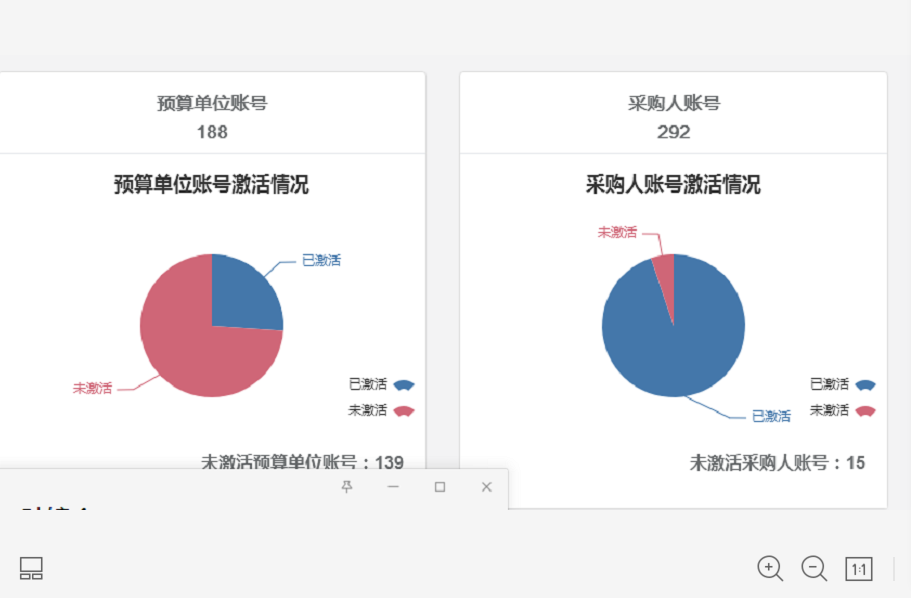 预算单位账号
188
预算单位账号激活情况
已激活
未激活
已激活
未激活
未激活预算单位账号：139
采购人账号
292
采购人账号激活情况
未激活
已激活
已激活
未激活
未激活采购人账号：15
1:1